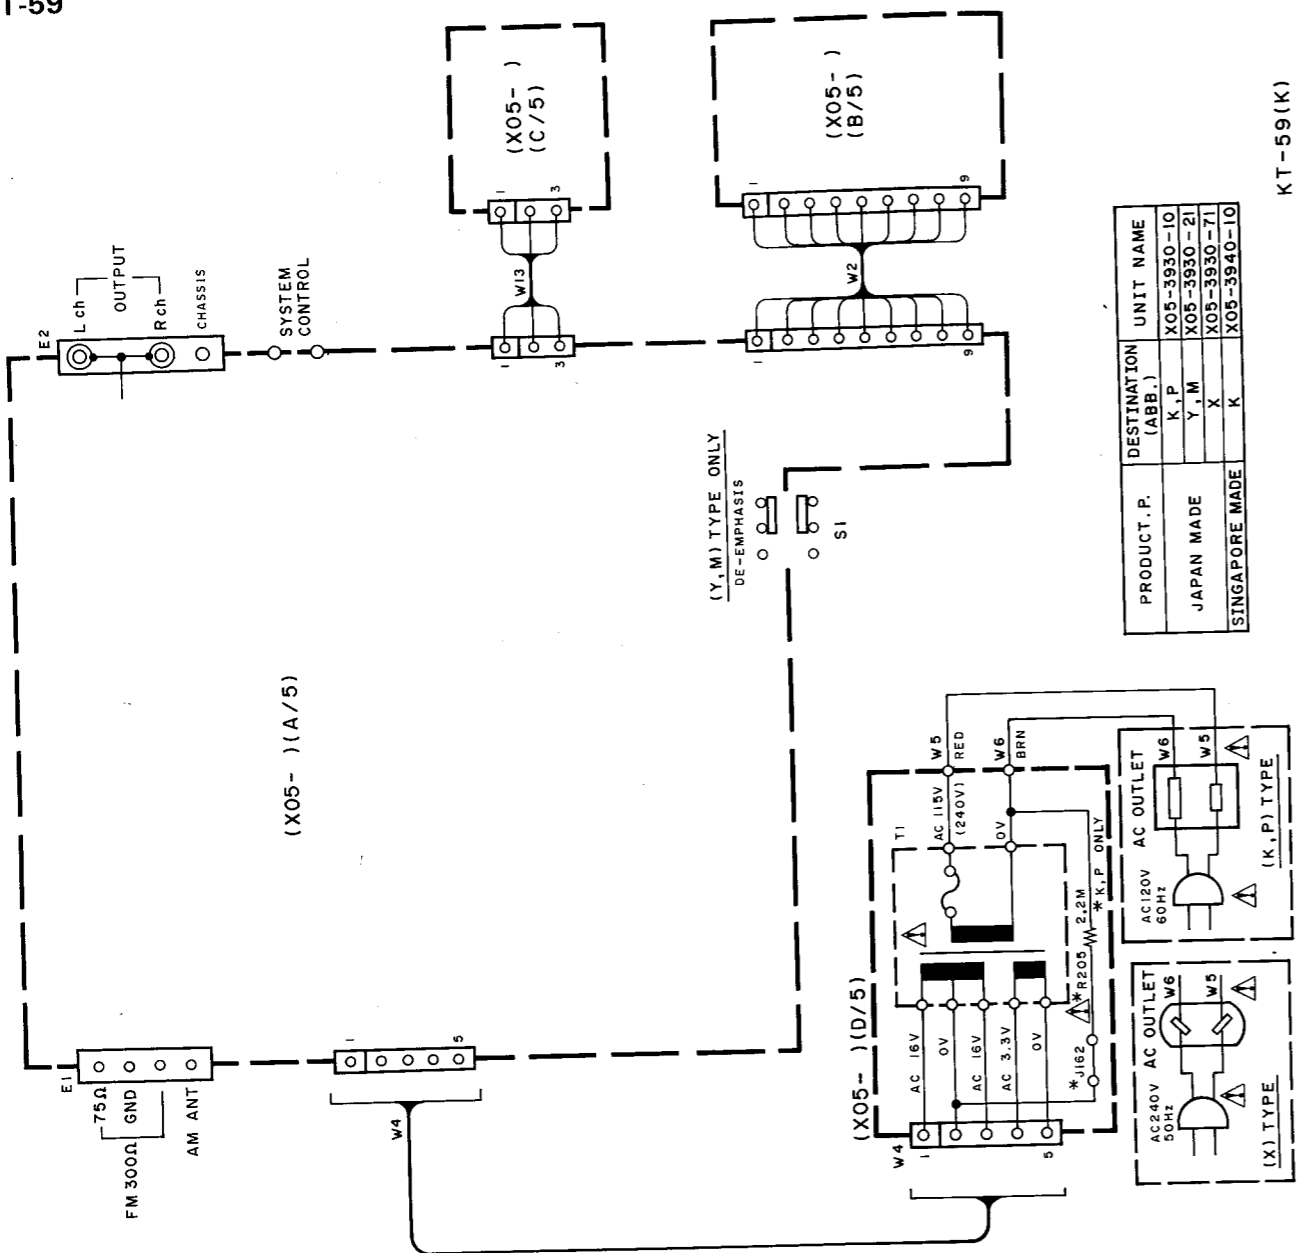 T-59
(X05- )
(C/5)
1
3
W13
1
3
(X05- )
(B/5)
1
9
W2
1
9
E2
L ch
OUTPUT
R ch
CHASSIS
SYSTEM
CONTROL
(X05- )(A/5)
(Y,M) TYPE ONLY
DE-EMPHASIS
S1
E1
75Ω
GND
FM 300Ω
AM ANT
1
5
W4
(X05- )(D/5)
W4
1
5
AC 16V
0V
AC 16V
AC 3.3V
0V
T1
AC 115V
(240V)
0V
W5
RED
W6
BRN
*J162
*R205 2.2M
*K,P ONLY
AC OUTLET
AC120V
60Hz
W6
W5
(K,P) TYPE
AC OUTLET
AC240V
50Hz
W6
W5
(X) TYPE
PRODUCT.P. DESTINATION (ABB.) UNIT NAME
JAPAN MADE K,P X05-3930-10
Y,M X05-3930-21
X X05-3930-71
SINGAPORE MADE K X05-3940-10
KT-59(K)